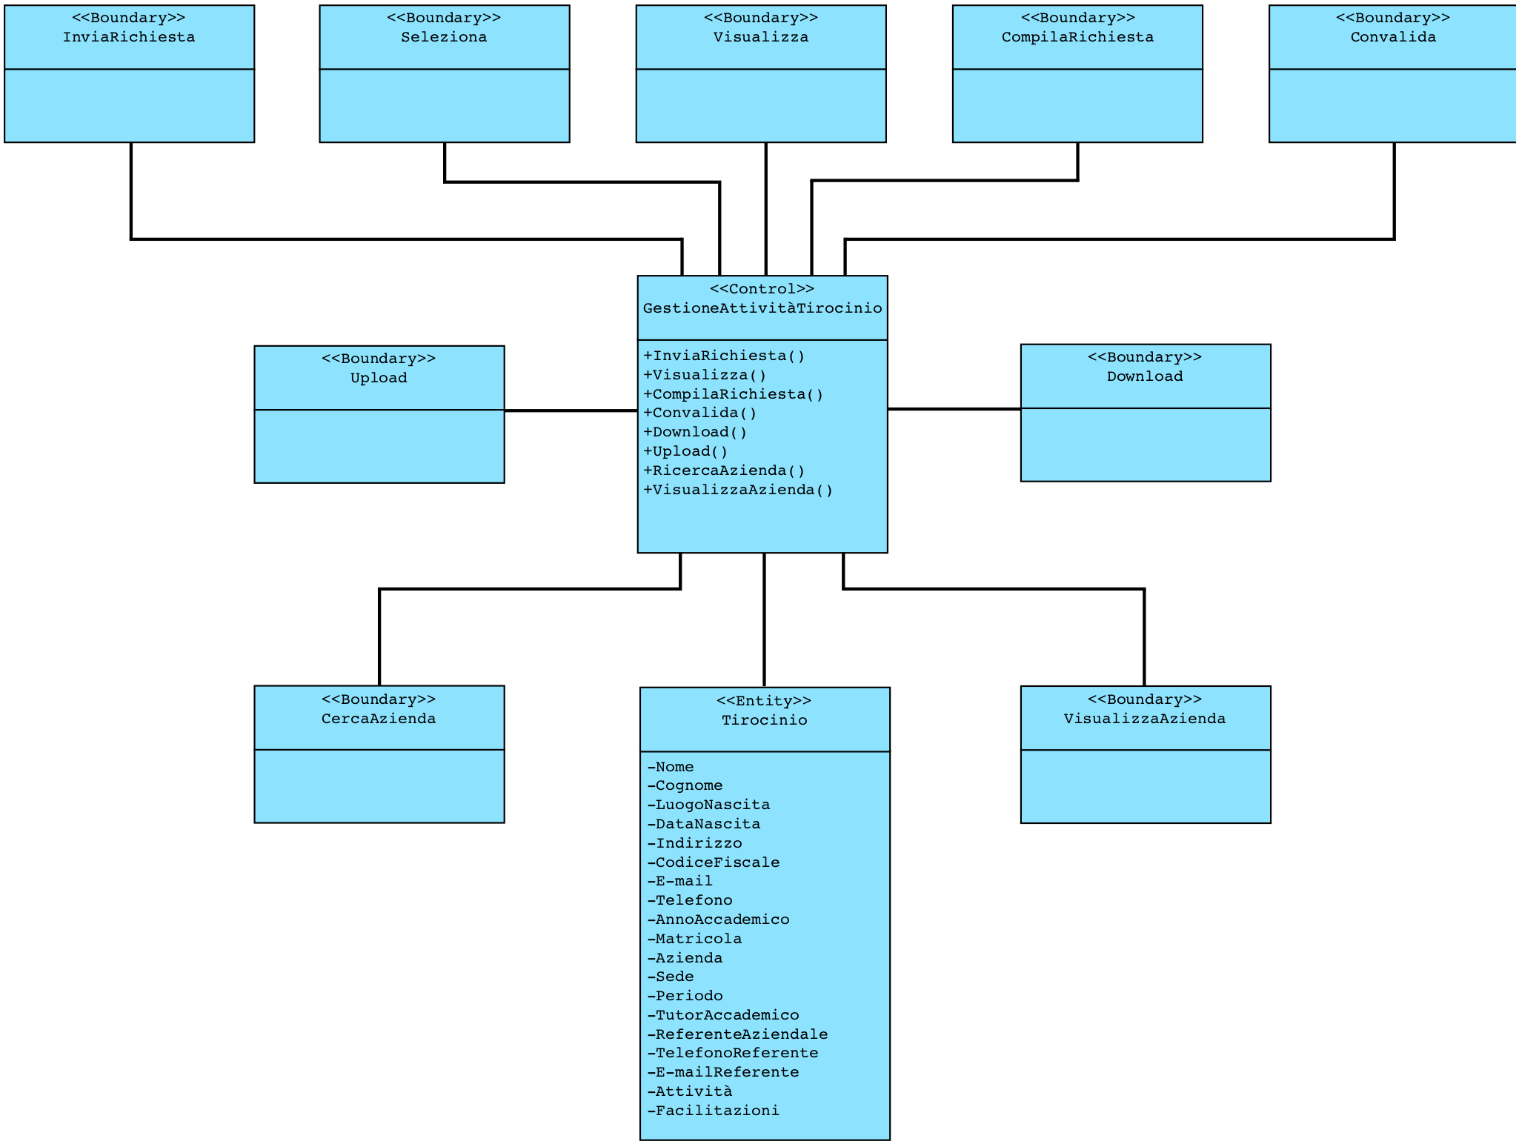 <<Boundary>>
InviaRichiesta
<<Boundary>>
Seleziona
<<Boundary>>
Visualizza
<<Boundary>>
CompilaRichiesta
<<Boundary>>
Convalida
<<Control>>
GestioneAttivitàTirocinio
+InviaRichiesta()
+Visualizza()
+CompilaRichiesta()
+Convalida()
+Download()
+Upload()
+RicercaAzienda()
+VisualizzaAzienda()
<<Boundary>>
Upload
<<Boundary>>
Download
<<Boundary>>
CercaAzienda
<<Entity>>
Tirocinio
-Nome
-Cognome
-LuogoNascita
-DataNascita
-Indirizzo
-CodiceFiscale
-E-mail
-Telefono
-AnnoAccademico
-Matricola
-Azienda
-Sede
-Periodo
-TutorAccademico
-ReferenteAziendale
-TelefonoReferente
-E-mailReferente
-Attività
-Facilitazioni
<<Boundary>>
VisualizzaAzienda